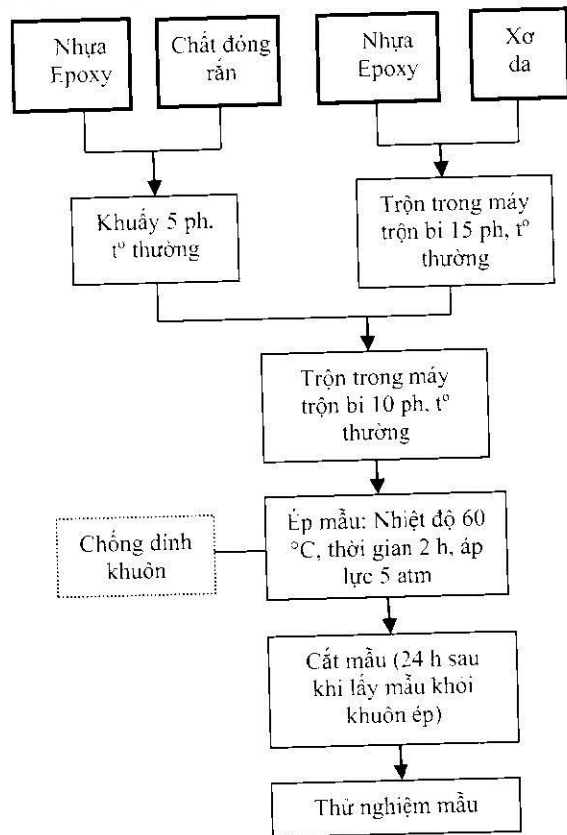 Nhựa
Epoxy
Chất đóng
rắn
Nhựa
Epoxy
Xơ
da
Khuấy 5 ph.
t° thường
Trộn trong máy
trộn bi 15 ph, t°
thường
Trộn trong máy
trộn bi 10 ph. t°
thường
Chống dính
khuôn
Ép mẫu: Nhiệt độ 60
°C, thời gian 2 h, áp
lực 5 atm
Cắt mẫu (24 h sau
khi lấy mẫu khỏi
khuôn ép)
Thử nghiệm mẫu